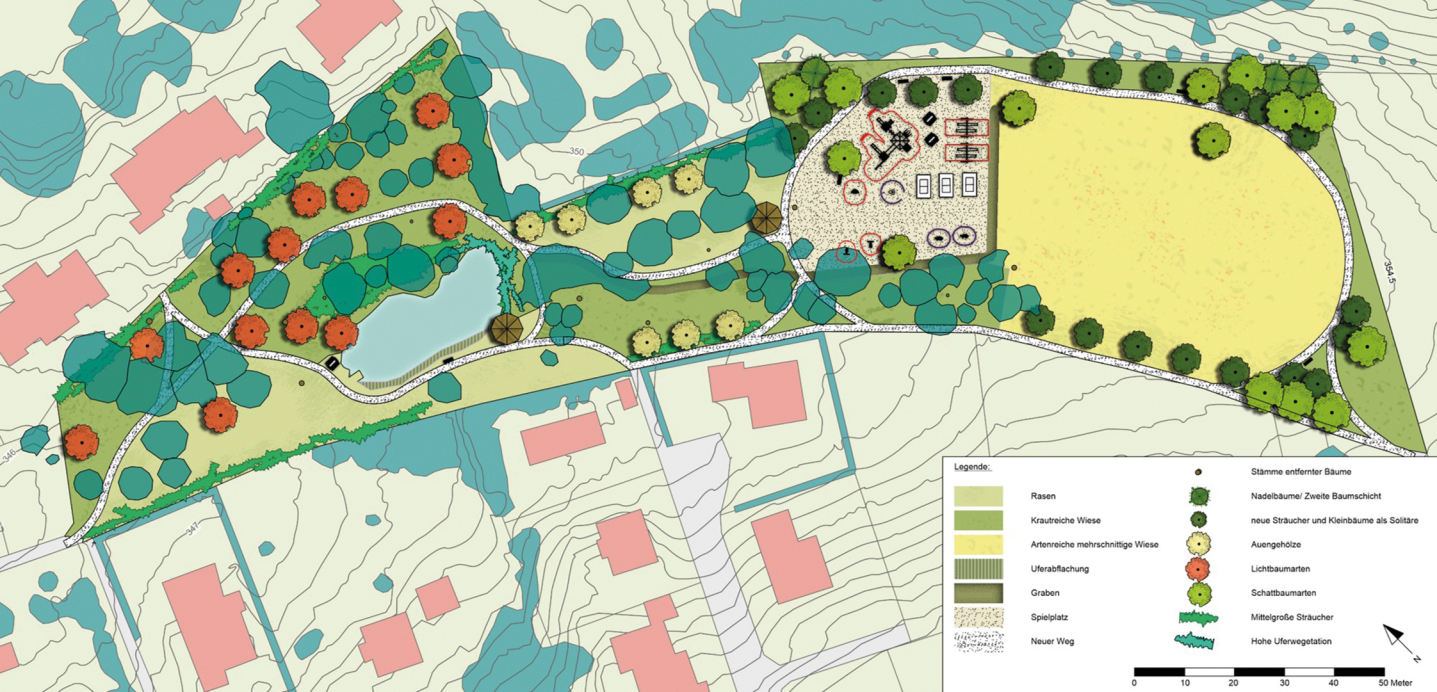 350
354,5
346
347
Legende:
Rasen
Krautreiche Wiese
Artenreiche mehrschnittige Wiese
Uferabflachung
Graben
Spielplatz
Neuer Weg
Stämme entfernter Bäume
Nadelbäume/ Zweite Baumschicht
neue Sträucher und Kleinbäume als Solitäre
Auengehölze
Lichtbaumarten
Schattbaumarten
Mittelgroße Sträucher
Hohe Uferwegetation
N
0 10 20 30 40 50 Meter